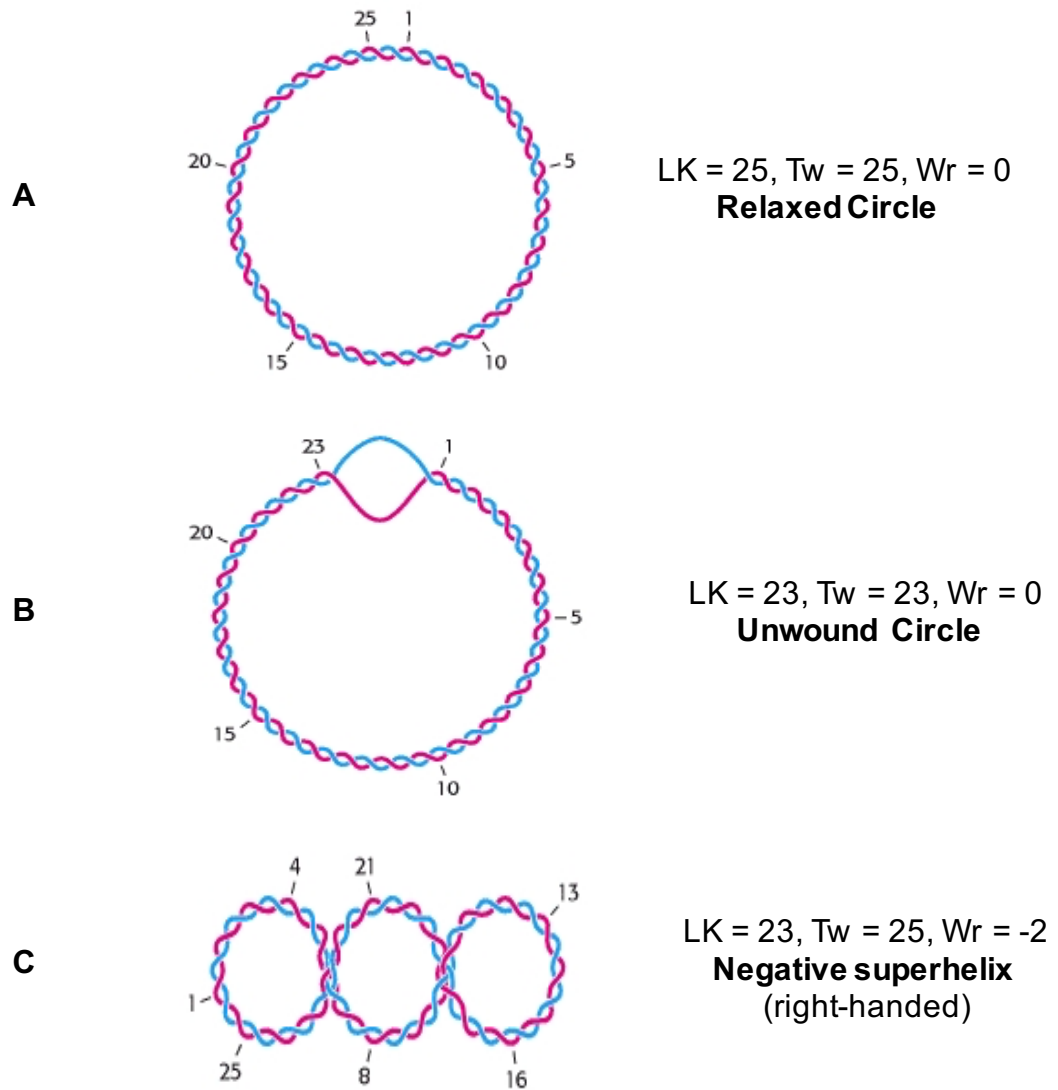 25 1
20
5
A
LK = 25, Tw = 25, Wr = 0
Relaxed Circle
15
10
23 1
20
B
5
LK = 23, Tw = 23, Wr = 0
Unwound Circle
15
10
4 21
13
C
LK = 23, Tw = 25, Wr = -2
Negative superhelix
(right-handed)
1
25 8 16